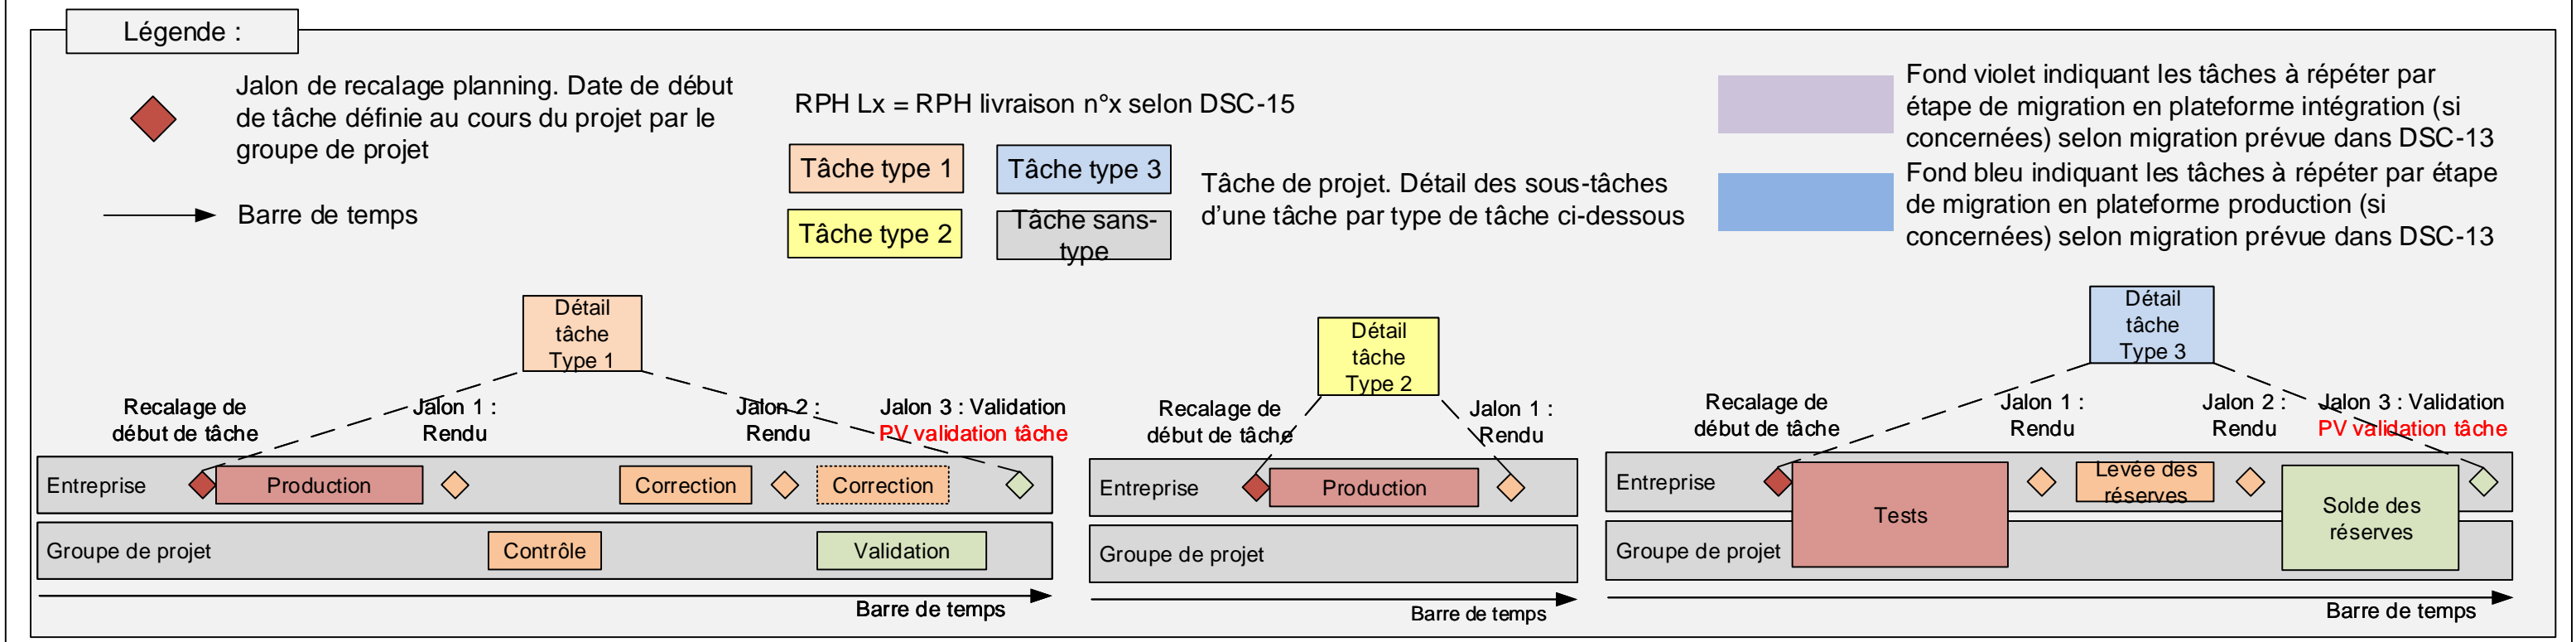 Légende :
Jalon de recalage planning. Date de début
de tâche définie au cours du projet par le
groupe de projet
Barre de temps
RPH Lx = RPH livraison n°x selon DSC-15
Tâche type 1
Tâche type 3
Tâche type 2
Tâche sans-
type
Tâche de projet. Détail des sous-tâches
d’une tâche par type de tâche ci-dessous
Fond violet indiquant les tâches à répéter par
étape de migration en plateforme intégration (si
concernées) selon migration prévue dans DSC-13
Fond bleu indiquant les tâches à répéter par étape
de migration en plateforme production (si
concernées) selon migration prévue dans DSC-13
Détail
tâche
Type 1
Recalage de
début de tâche
Jalon 1 :
Rendu
Jalon 2 :
Rendu
Jalon 3 : Validation
PV validation tâche
Entreprise
Production
Correction
Correction
Groupe de projet
Contrôle
Validation
Barre de temps
Détail
tâche
Type 2
Recalage de
début de tâche
Jalon 1 :
Rendu
Entreprise
Production
Groupe de projet
Barre de temps
Détail
tâche
Type 3
Recalage de
début de tâche
Jalon 1 :
Rendu
Jalon 2 :
Rendu
Jalon 3 : Validation
PV validation tâche
Entreprise
Tests
Levée des
réserves
Solde des
réserves
Groupe de projet
Barre de temps